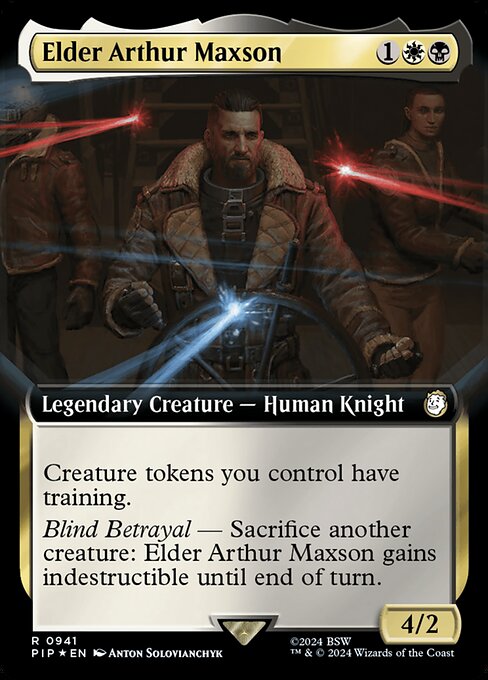 Elder Arthur Maxson 1
Legendary Creature — Human Knight
Creature tokens you control have
training.
Blind Betrayal — Sacrifice another
creature: Elder Arthur Maxson gains
indestructible until end of turn.
4/2
R 0941
PIP ★ EN Anton Solovianchyk
©2024 BSW
™ & © 2024 Wizards of the Coast